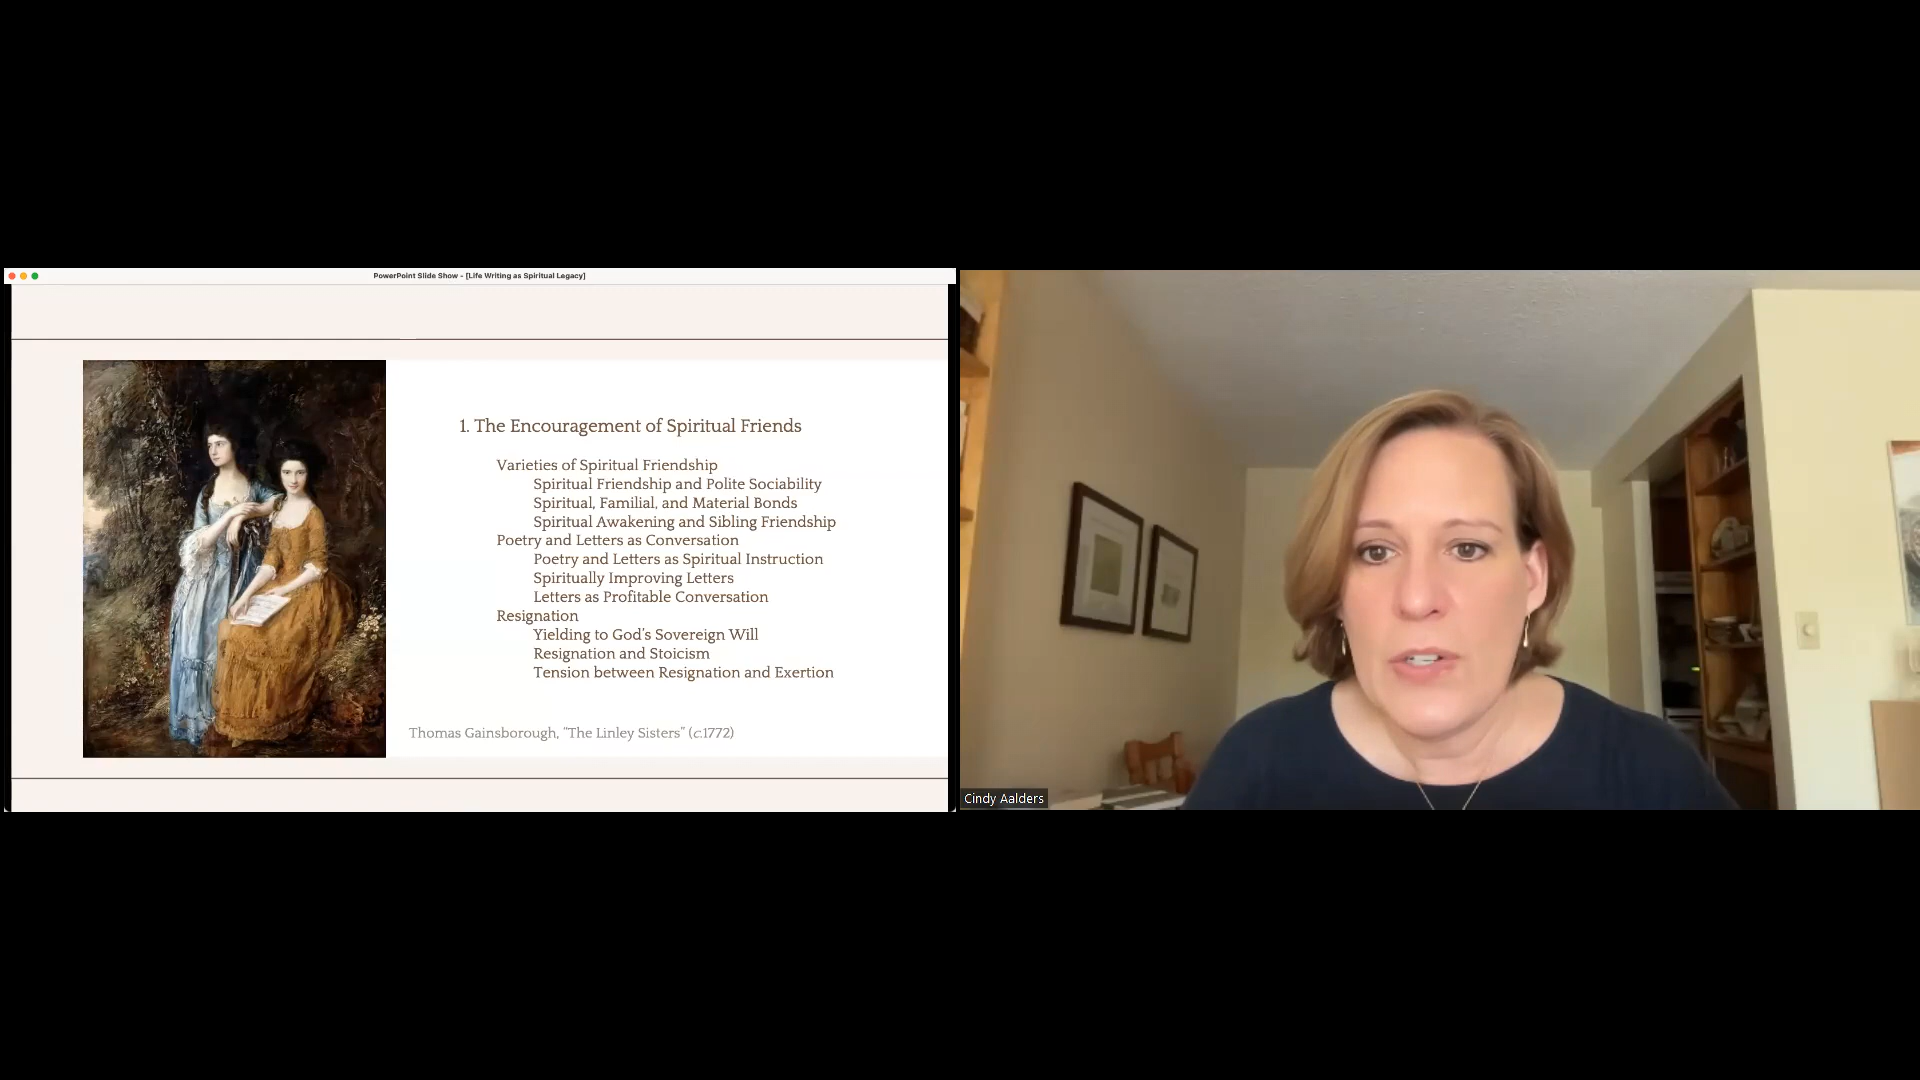 PowerPoint Slide Show - [Life Writing as Spiritual Legacy]
1. The Encouragement of Spiritual Friends
Varieties of Spiritual Friendship
Spiritual Friendship and Polite Sociability
Spiritual, Familial, and Material Bonds
Spiritual Awakening and Sibling Friendship
Poetry and Letters as Conversation
Poetry and Letters as Spiritual Instruction
Spiritually Improving Letters
Letters as Profitable Conversation
Resignation
Yielding to God's Sovereign Will
Resignation and Stoicism
Tension between Resignation and Exertion
Thomas Gainsborough, "The Linley Sisters" (c.1772)
Cindy Aalders